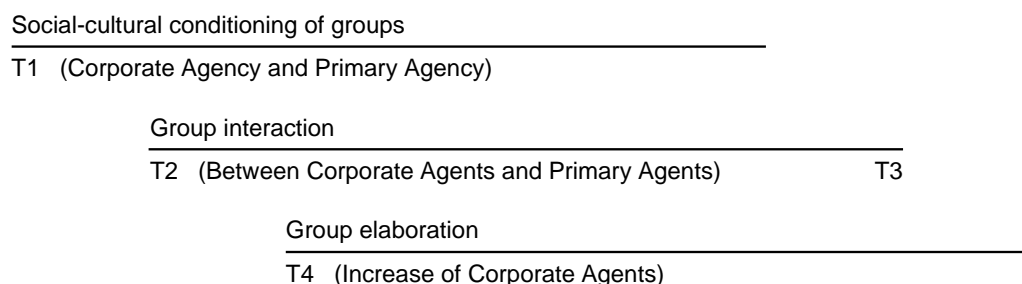 Social-cultural conditioning of groups
T1 (Corporate Agency and Primary Agency)
Group interaction
T2 (Between Corporate Agents and Primary Agents) T3
Group elaboration
T4 (Increase of Corporate Agents)